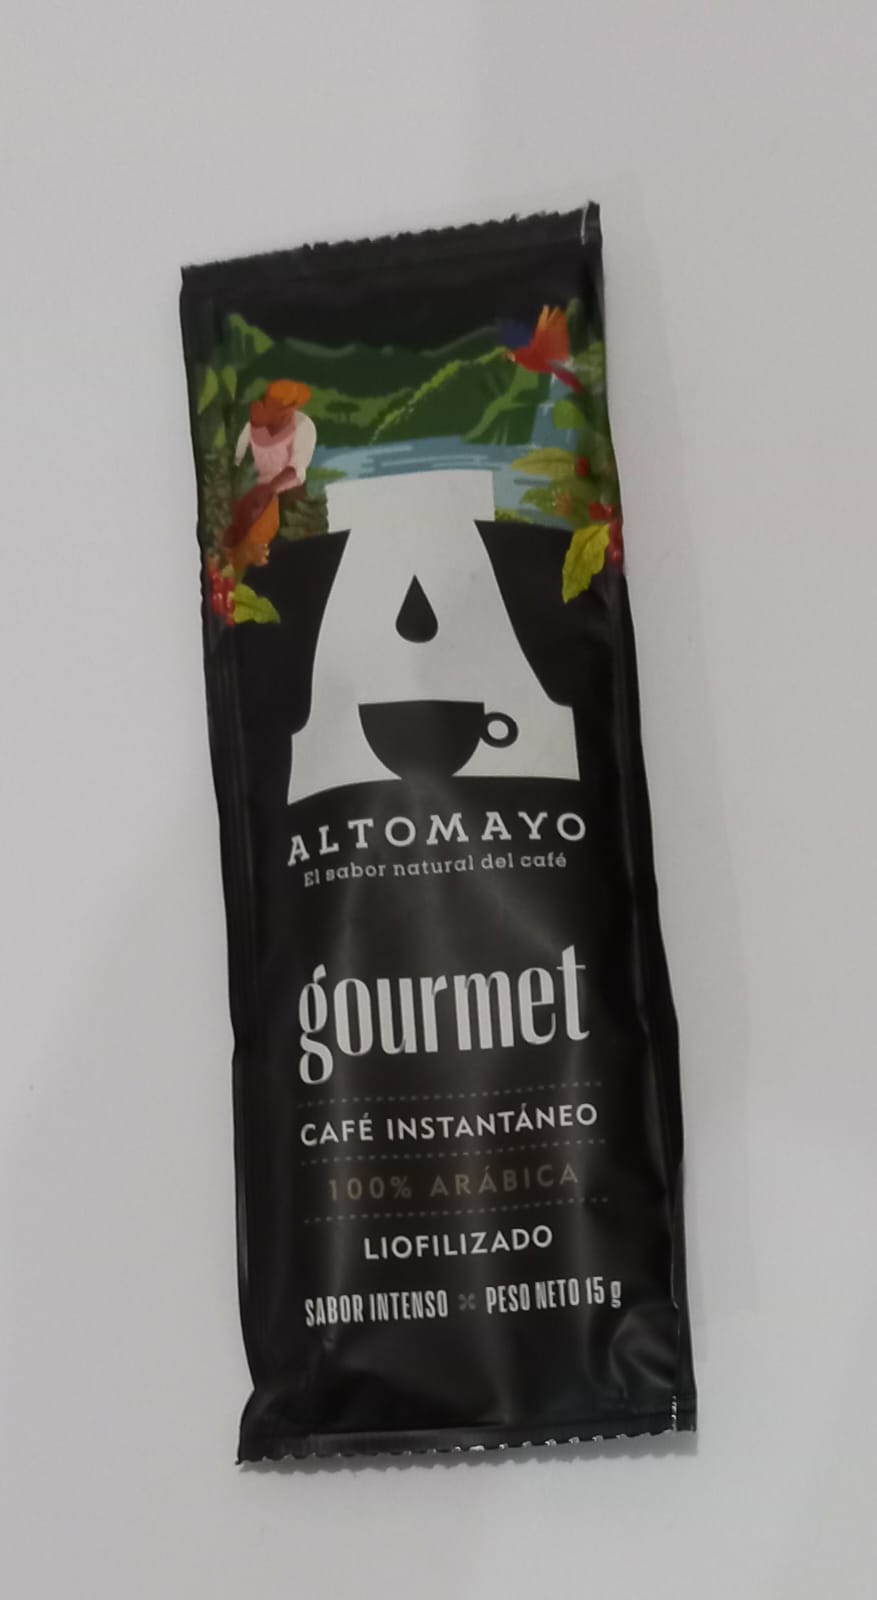 ALTOMAYO
El sabor natural del café
gourmet
CAFÉ INSTANTÁNEO
100% ARÁBICA
LIOFILIZADO
SABOR INTENSO PESO NETO 15 g